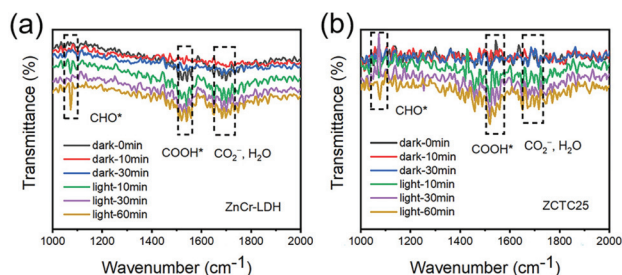 (a)
Transmittance (%)
CHO*
COOH*
CO₂⁻, H₂O
dark-0min
dark-10min
dark-30min
light-10min
light-30min
light-60min
ZnCr-LDH
1000 1200 1400 1600 1800 2000
Wavenumber (cm⁻¹)
(b)
Transmittance (%)
CHO*
COOH*
CO₂⁻, H₂O
dark-0min
dark-10min
dark-30min
light-10min
light-30min
light-60min
ZCTC25
1000 1200 1400 1600 1800 2000
Wavenumber (cm⁻¹)